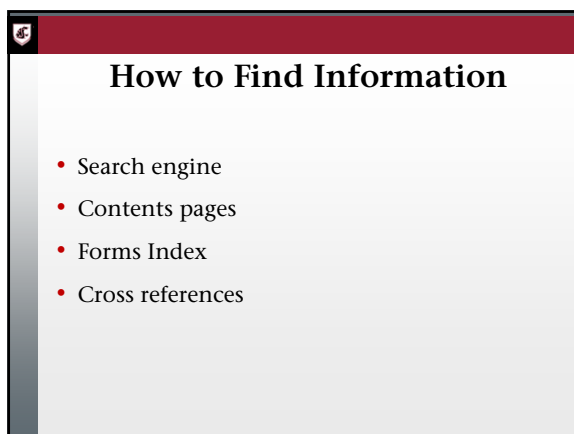 How to Find Information
• Search engine
• Contents pages
• Forms Index
• Cross references